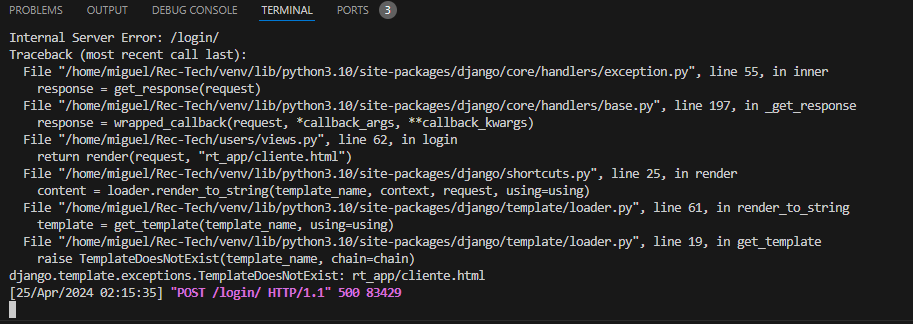 PROBLEMS OUTPUT DEBUG CONSOLE TERMINAL PORTS 3
Internal Server Error: /login/
Traceback (most recent call last):
  File "/home/miguel/Rec-Tech/venv/lib/python3.10/site-packages/django/core/handlers/exception.py", line 55, in inner
    response = get_response(request)
  File "/home/miguel/Rec-Tech/venv/lib/python3.10/site-packages/django/core/handlers/base.py", line 197, in _get_response
    response = wrapped_callback(request, *callback_args, **callback_kwargs)
  File "/home/miguel/Rec-Tech/users/views.py", line 62, in login
    return render(request, "rt_app/cliente.html")
  File "/home/miguel/Rec-Tech/venv/lib/python3.10/site-packages/django/shortcuts.py", line 25, in render
    content = loader.render_to_string(template_name, context, request, using=using)
  File "/home/miguel/Rec-Tech/venv/lib/python3.10/site-packages/django/template/loader.py", line 61, in render_to_string
    template = get_template(template_name, using=using)
  File "/home/miguel/Rec-Tech/venv/lib/python3.10/site-packages/django/template/loader.py", line 19, in get_template
    raise TemplateDoesNotExist(template_name, chain=chain)
django.template.exceptions.TemplateDoesNotExist: rt_app/cliente.html
[25/Apr/2024 02:15:35] "POST /login/ HTTP/1.1" 500 83429